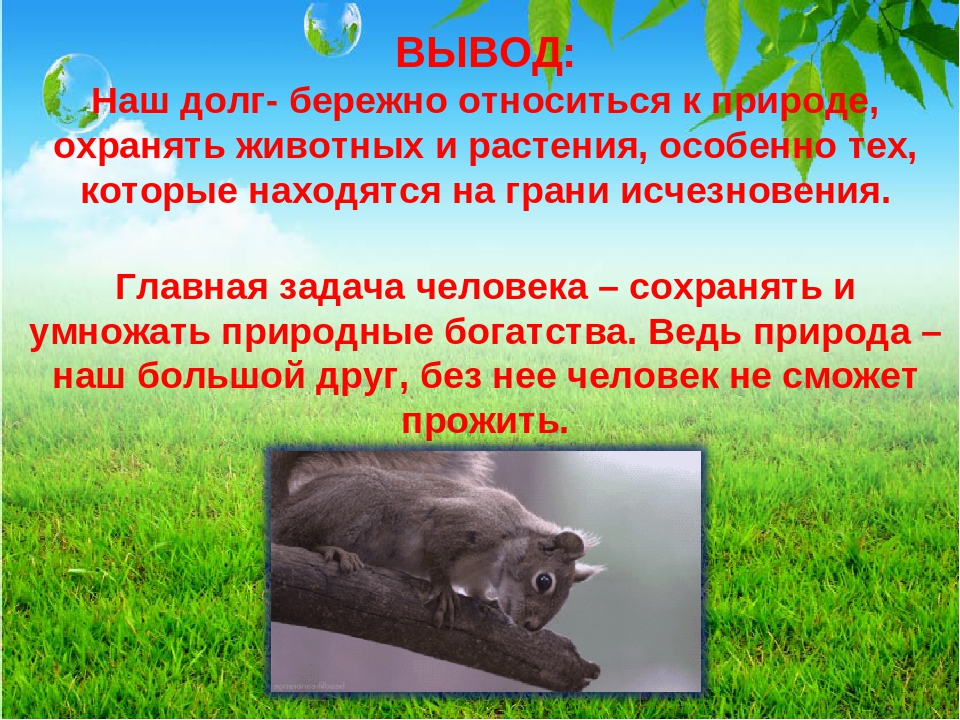 ВЫВОД:
Наш долг- бережно относиться к природе,
охранять животных и растения, особенно тех,
которые находятся на грани исчезновения.
Главная задача человека – сохранять и
умножать природные богатства. Ведь природа –
наш большой друг, без нее человек не сможет
прожить.